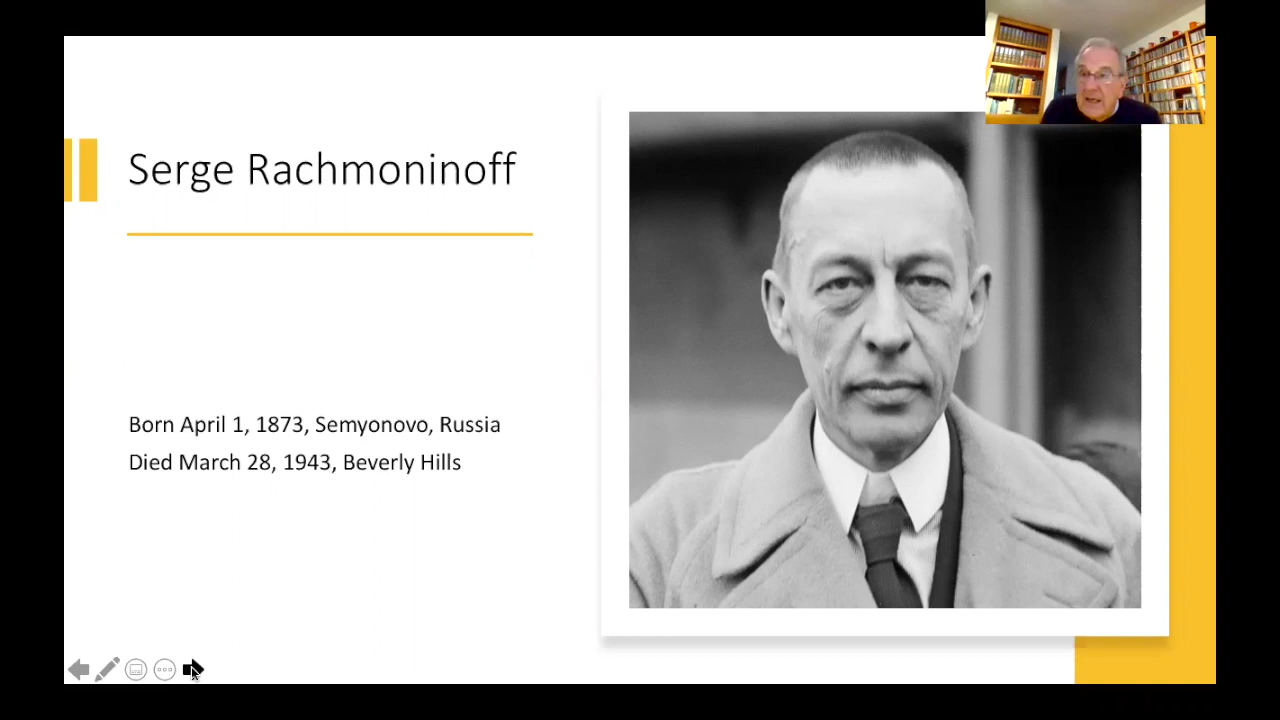 Serge Rachmoninoff
Born April 1, 1873, Semyonovo, Russia
Died March 28, 1943, Beverly Hills